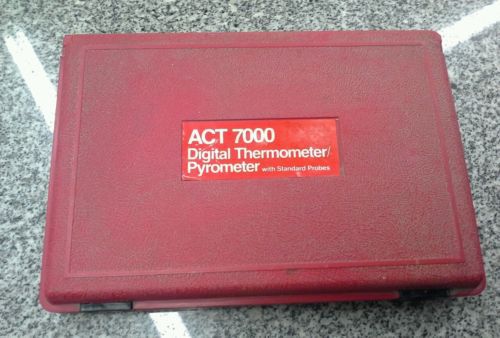 ACT 7000
Digital Thermometer/
Pyrometer with Standard Probes